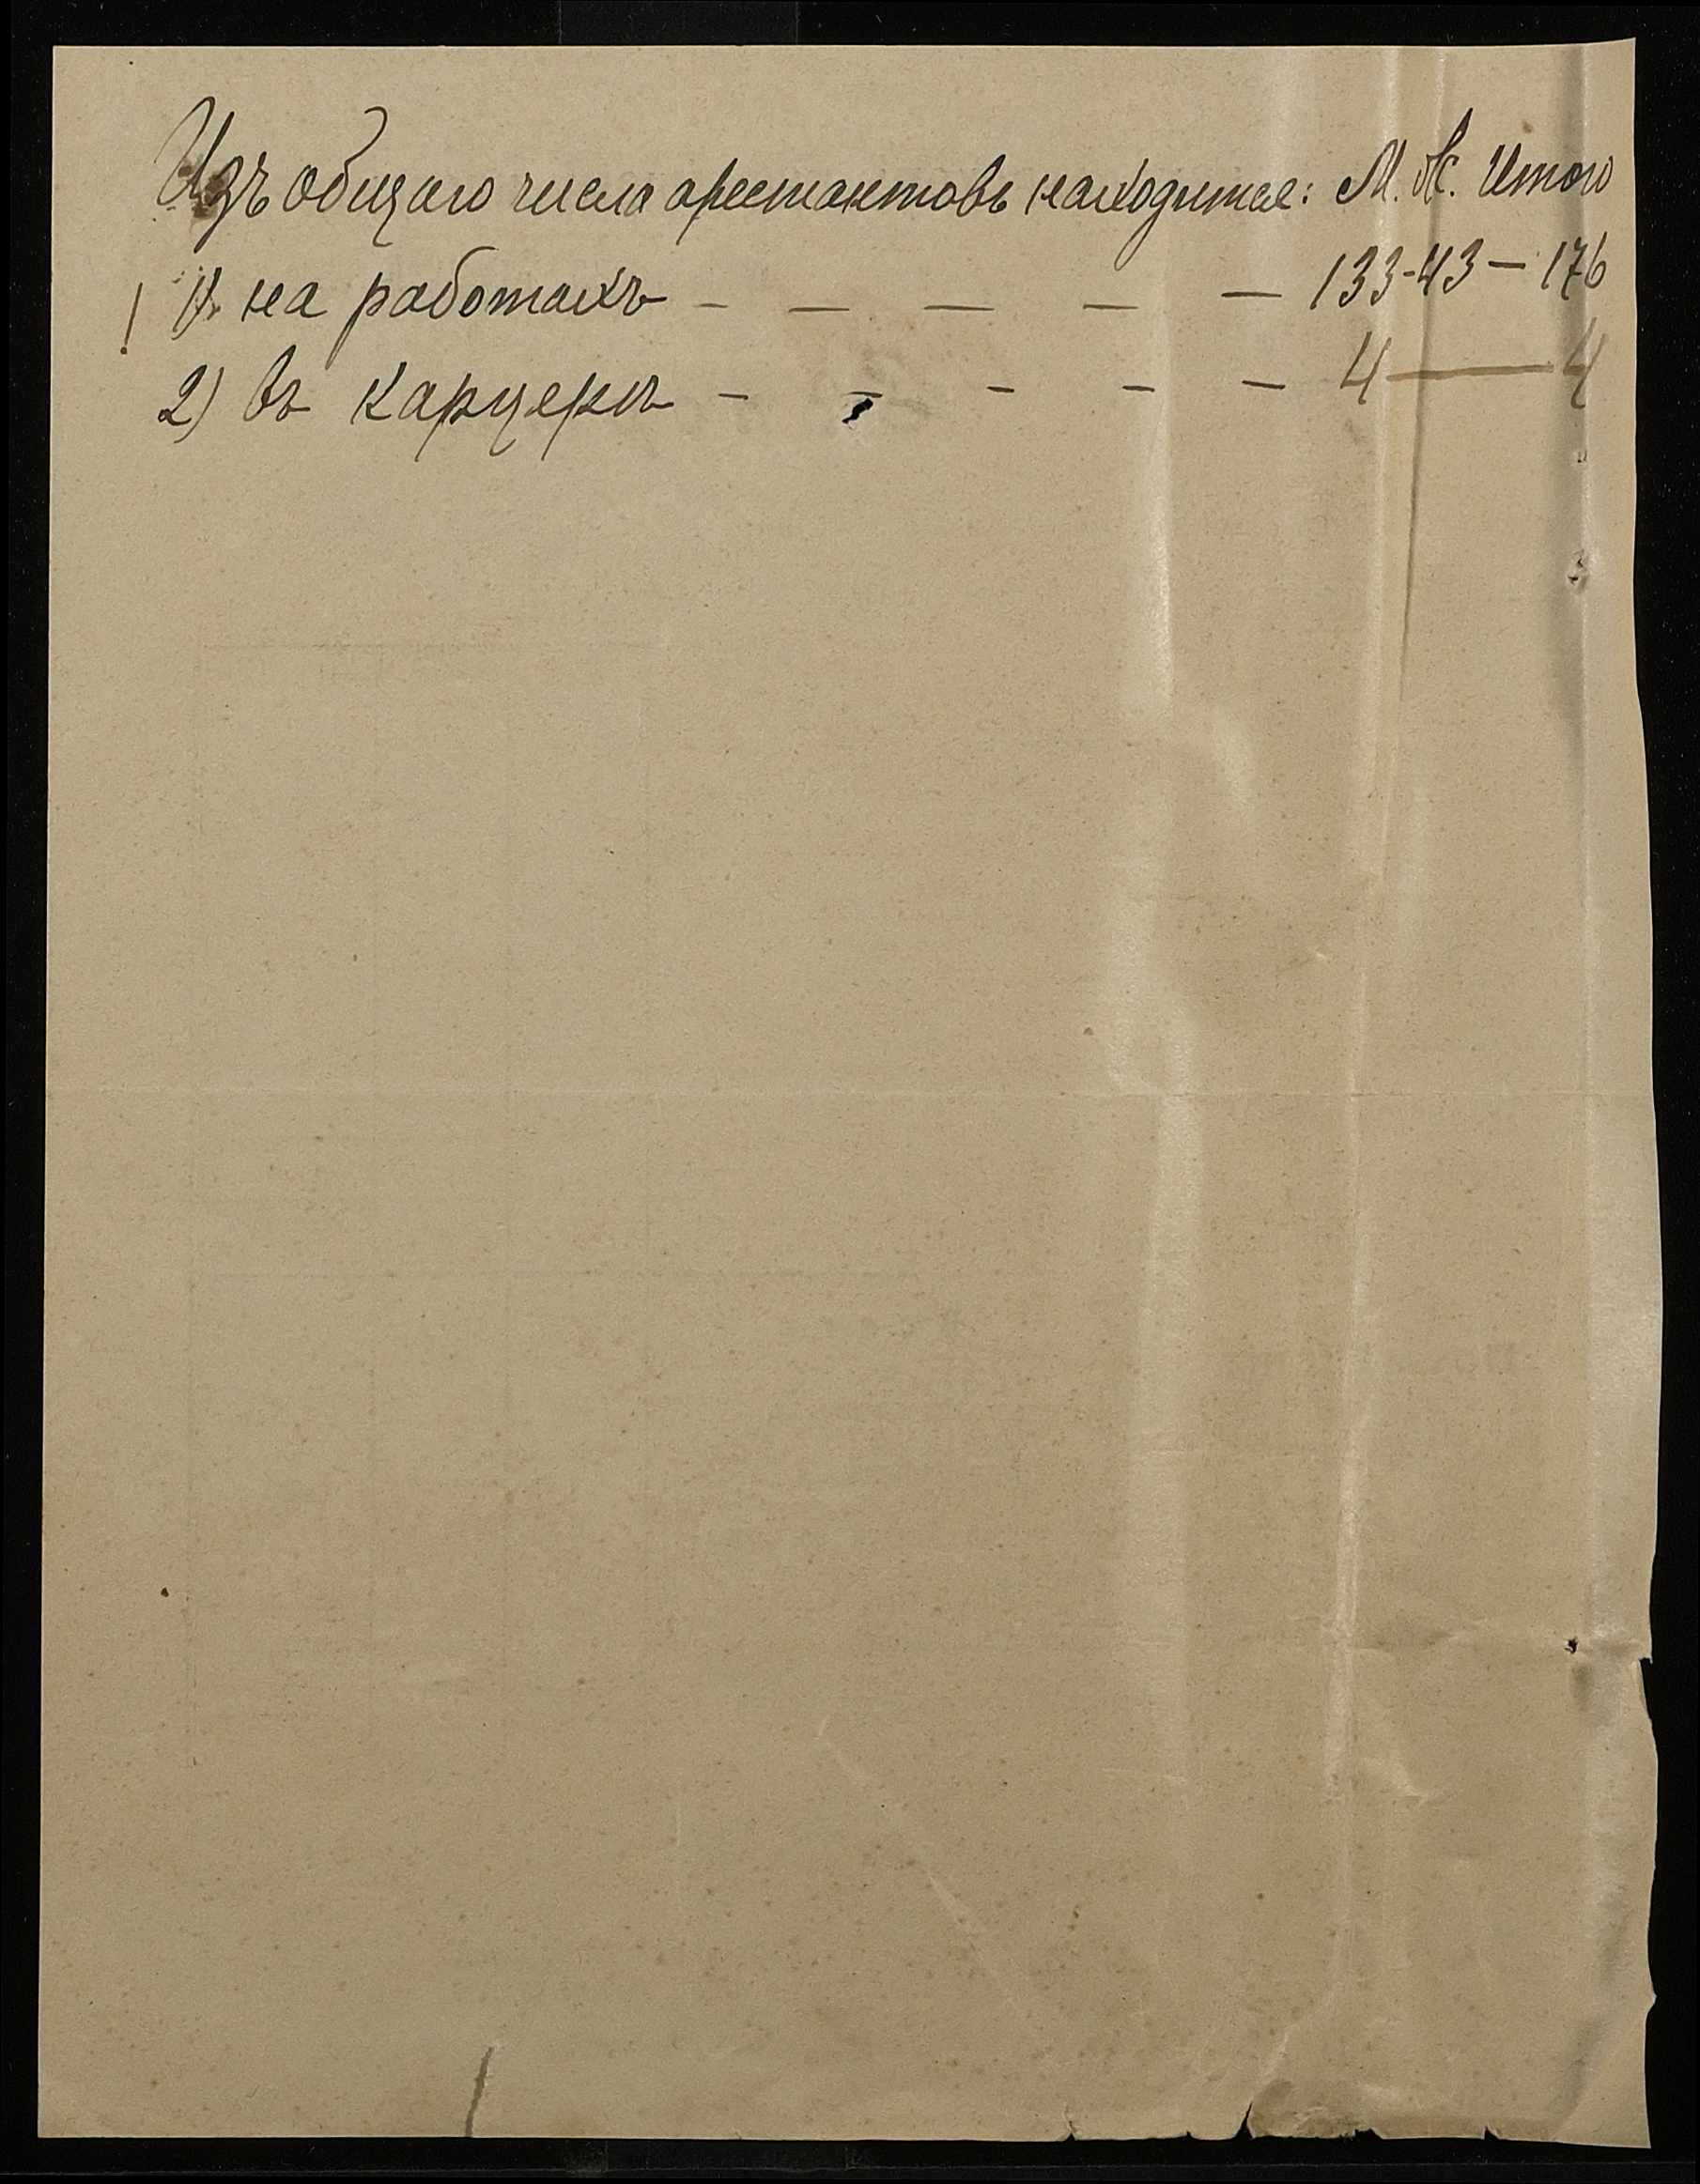 Изъ общаго числа арестантовъ находится: М. Ж. Итого
! 1) на работахъ — — — — — 133-43-176
2) въ карцерѣ - - - - — 4 — 4